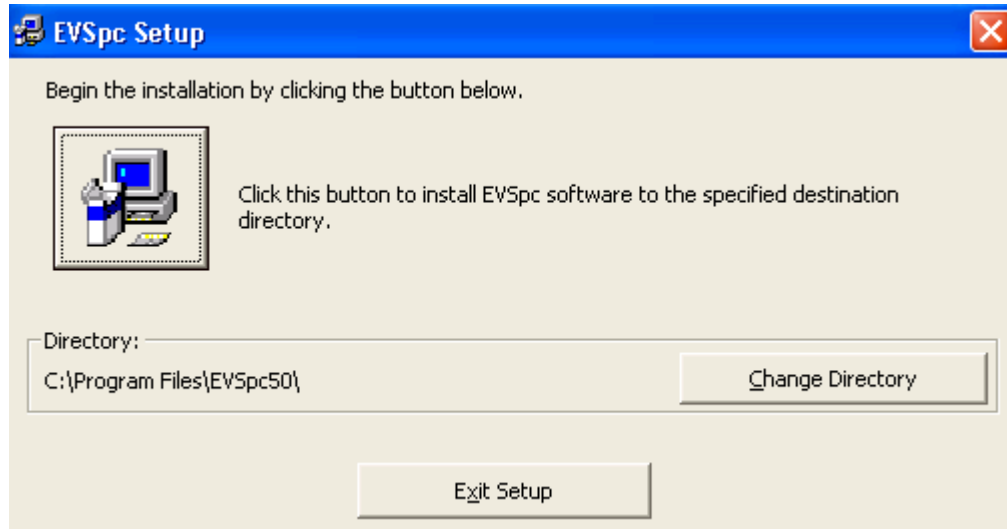 EVSpc Setup
Begin the installation by clicking the button below.
Click this button to install EVSpc software to the specified destination
directory.
Directory:
C:\Program Files\EVSpc50\
Change Directory
Exit Setup